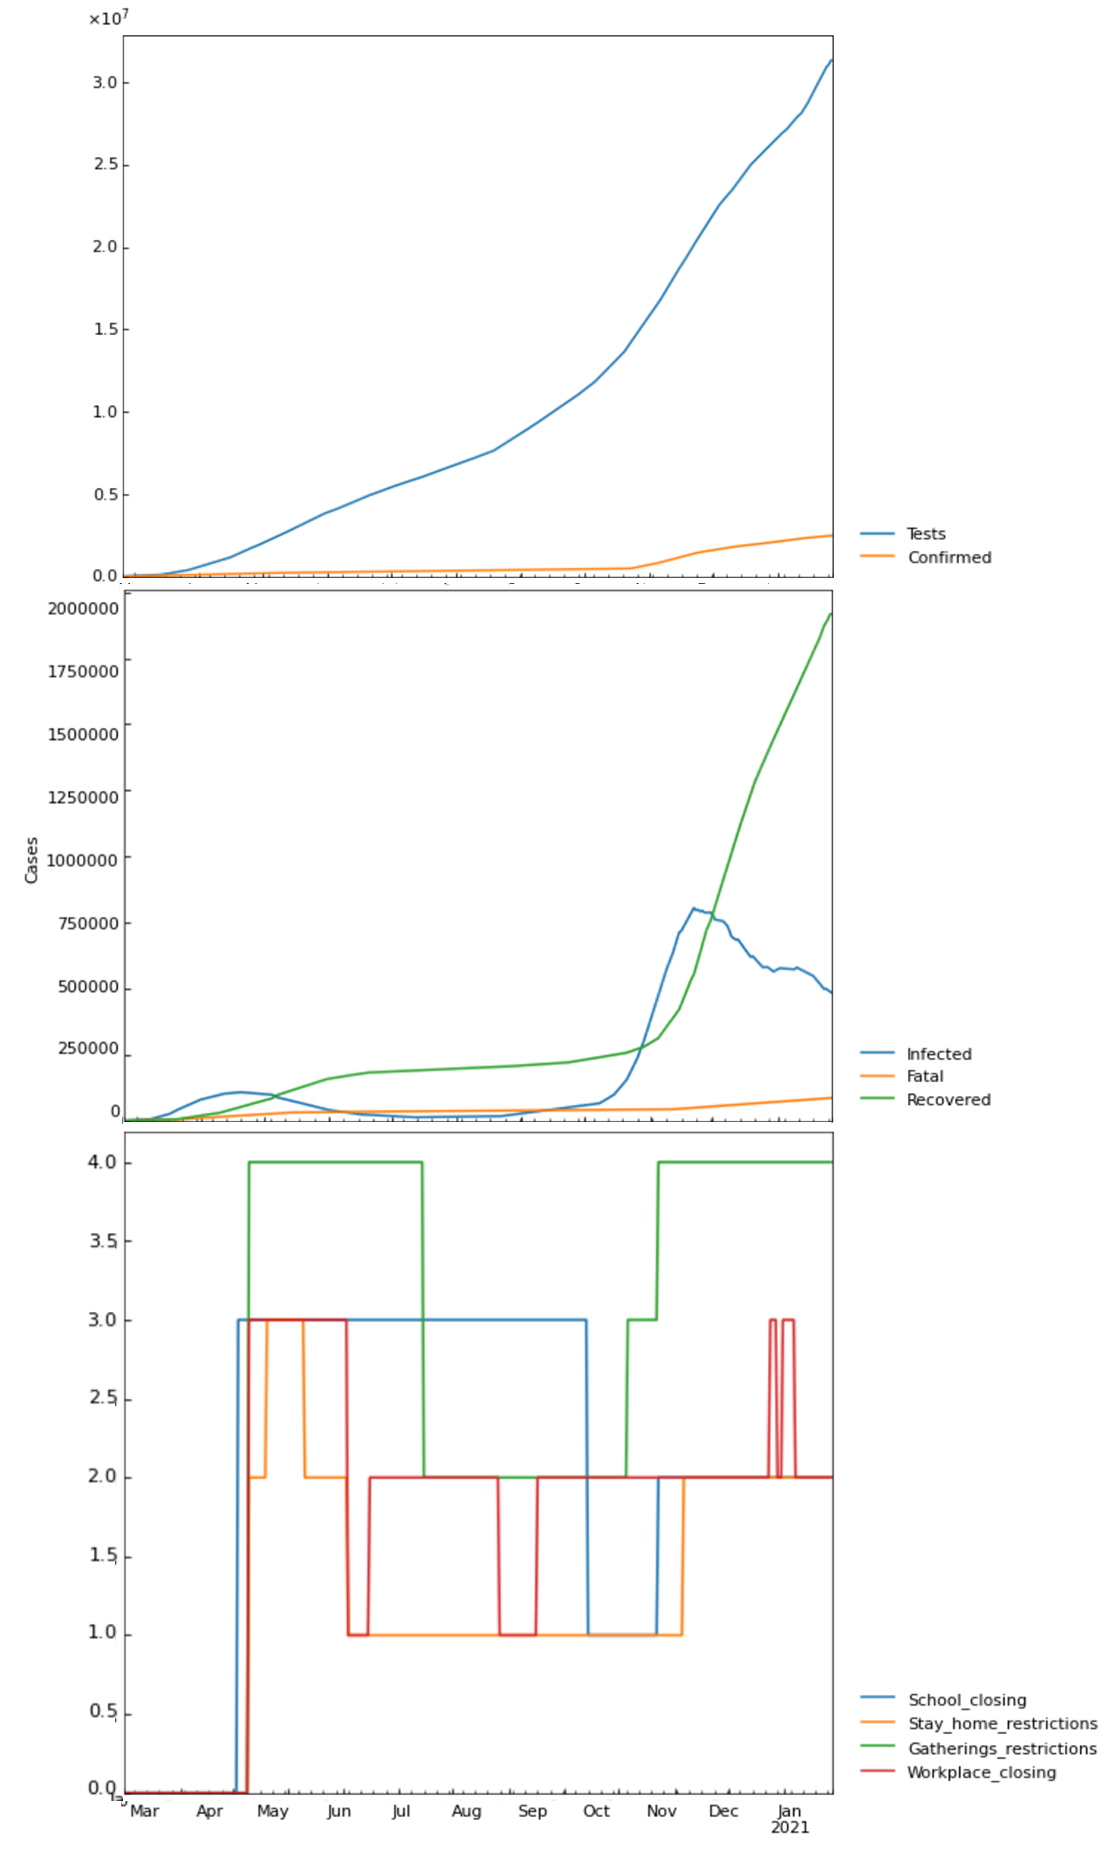 ×10⁷
3.0
2.5
2.0
1.5
1.0
0.5
0.0
Tests
Confirmed
2000000
1750000
1500000
1250000
1000000
750000
500000
250000
0
Cases
Infected
Fatal
Recovered
4.0
3.5
3.0
2.5
2.0
1.5
1.0
0.5
0.0
School_closing
Stay_home_restrictions
Gatherings_restrictions
Workplace_closing
Mar Apr May Jun Jul Aug Sep Oct Nov Dec Jan
2021